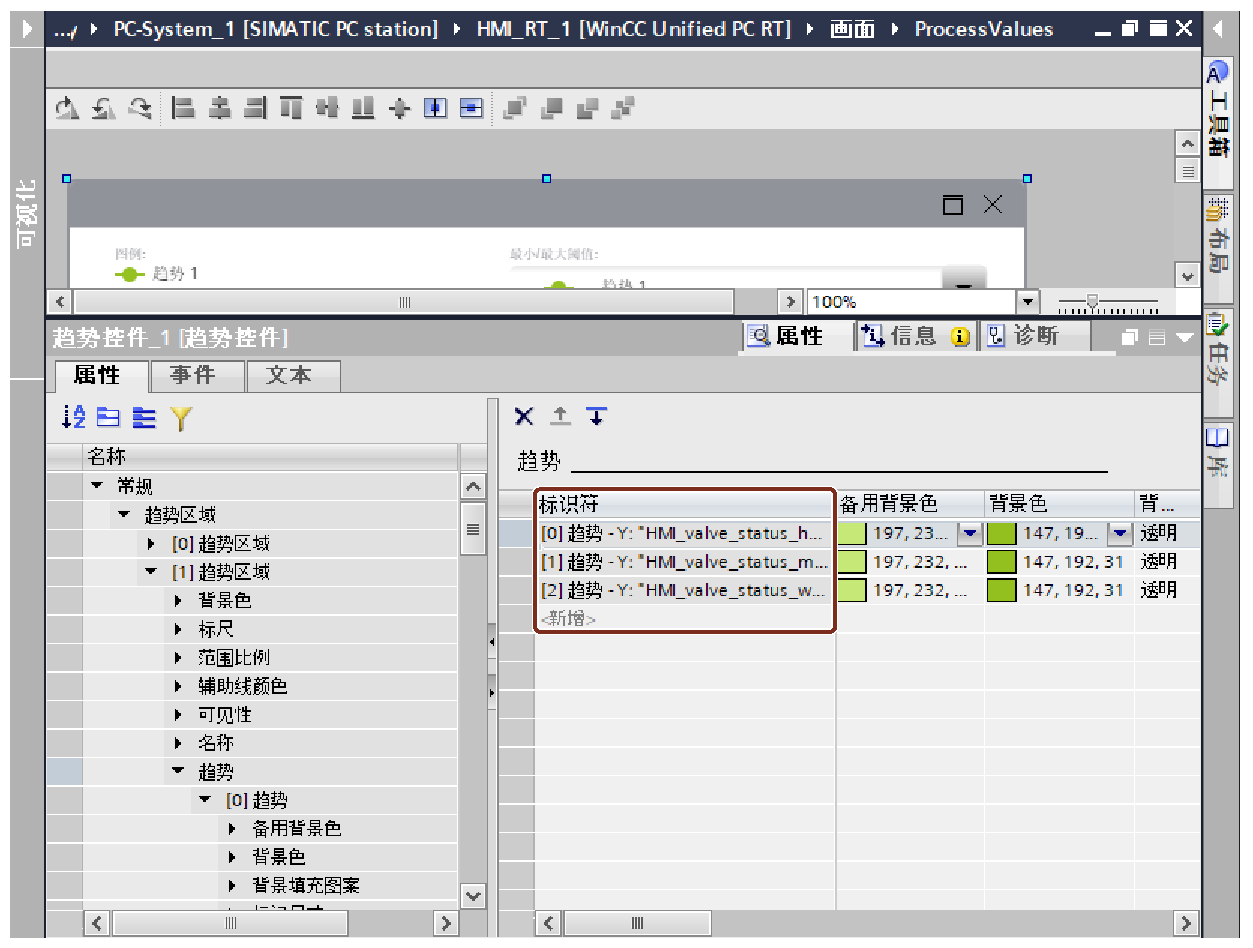 .../ ▸ PC-System_1 [SIMATIC PC station] ▸ HMI_RT_1 [WinCC Unified PC RT] ▸ 画面 ▸ ProcessValues
可视化
工具箱
布局
任务
库
图例:
趋势 1
最小/最大阈值:
趋势 1
100%
趋势控件_1 [趋势控件]
属性
信息
诊断
属性
事件
文本
名称
常规
趋势区域
[0] 趋势区域
[1] 趋势区域
背景色
标尺
范围比例
辅助线颜色
可见性
名称
趋势
[0] 趋势
备用背景色
背景色
背景填充图案
趋势
标识符 备用背景色 背景色 背...
[0] 趋势 - Y: "HMI_valve_status_h... 197, 23... 147, 19... 透明
[1] 趋势 - Y: "HMI_valve_status_m... 197, 232, ... 147, 192, 31 透明
[2] 趋势 - Y: "HMI_valve_status_w... 197, 232, ... 147, 192, 31 透明
<新增>